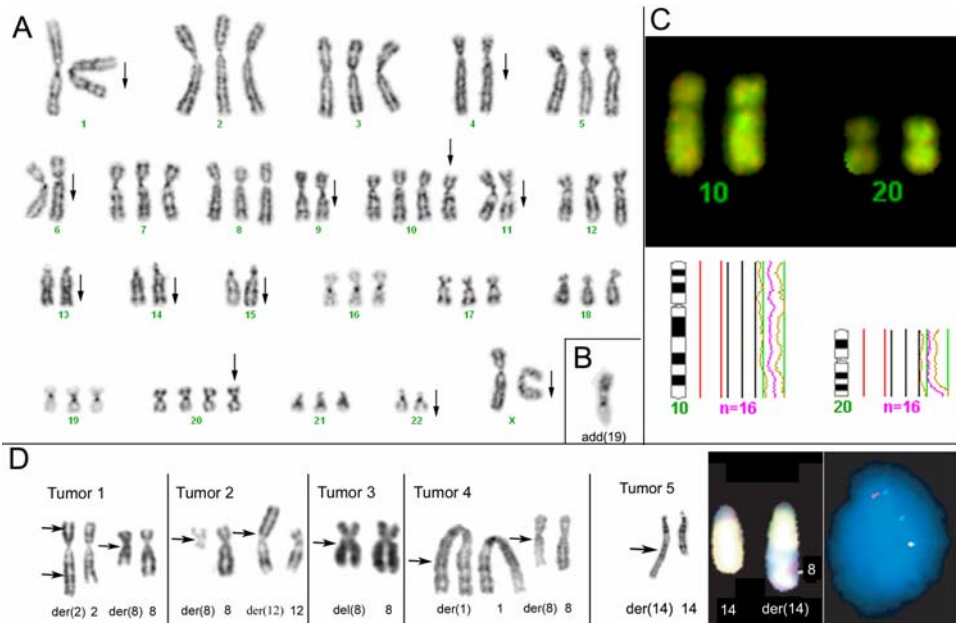 A
1 2 3 4 5
6 7 8 9 10 11 12
13 14 15 16 17 18
19 20 21 22 X
B
add(19)
C
10 20
10 n=16 20 n=16
D
Tumor 1 Tumor 2 Tumor 3 Tumor 4 Tumor 5
der(2) 2 der(8) 8 der(8) 8 der(12) 12 del(8) 8 der(1) 1 der(8) 8 der(14) 14 14 der(14) 8